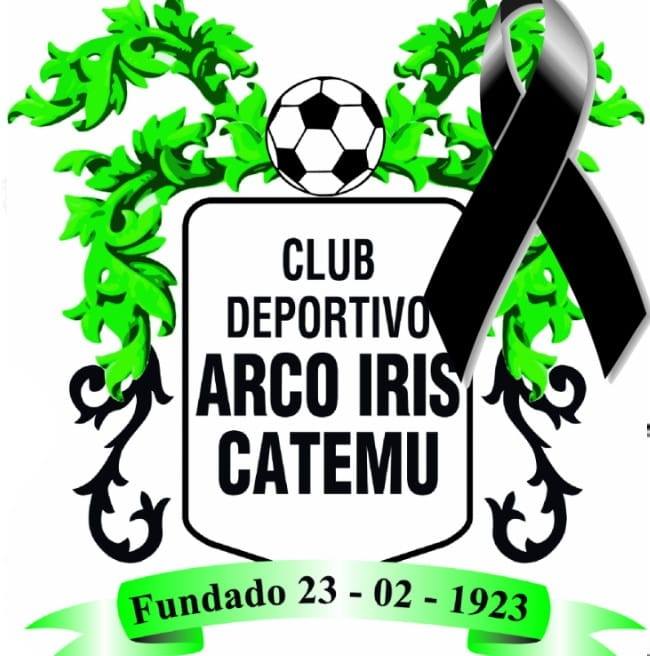 CLUB
DEPORTIVO
ARCO IRIS
CATEMU
Fundado 23 - 02 - 1923